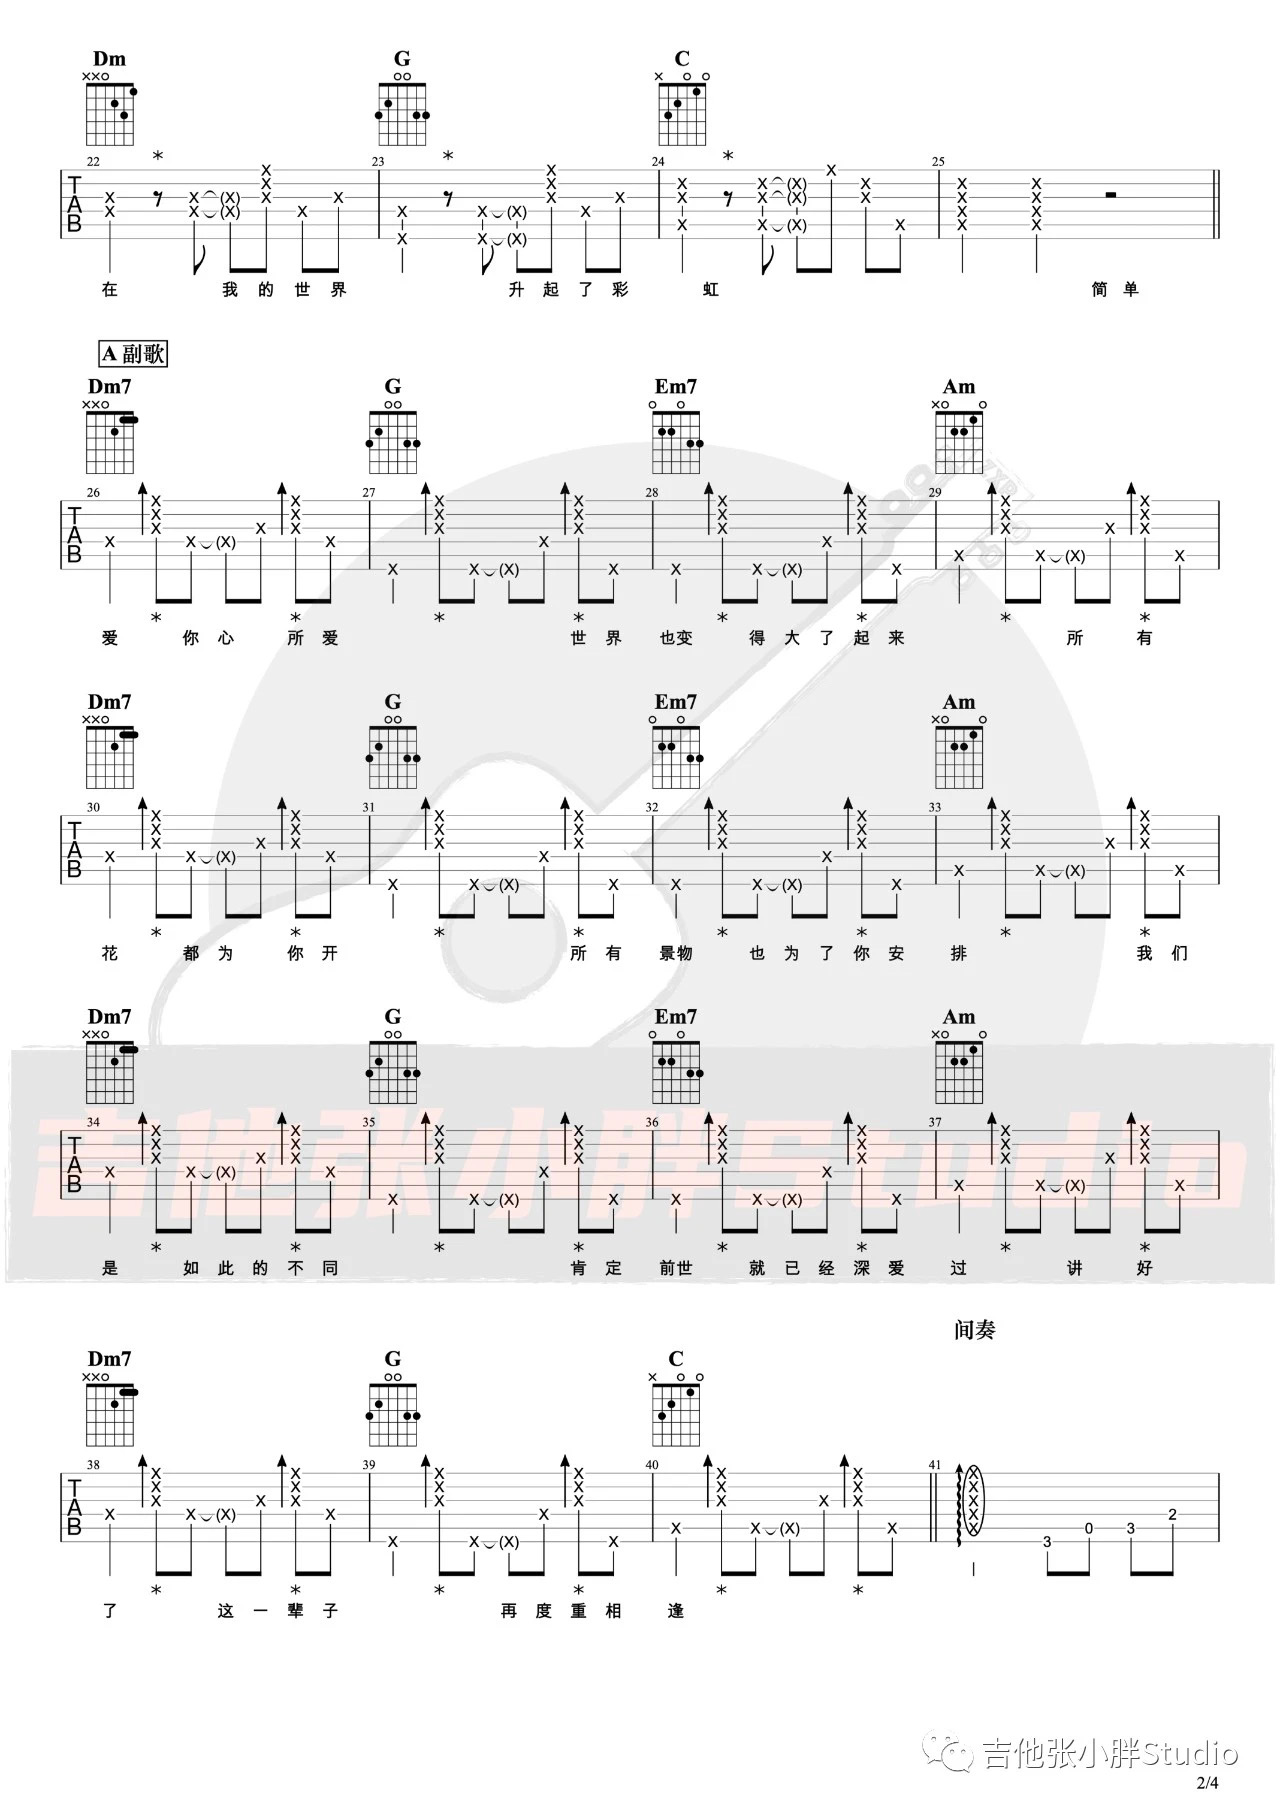 Dm G C
22 23 24 25
TAB
在 我的世界 升起了彩 虹 简单
A 副歌
Dm7 G Em7 Am
26 27 28 29
TAB
爱 你心 所爱 世界 也变 得大了起来 所 有
Dm7 G Em7 Am
30 31 32 33
TAB
花 都为 你开 所有 景物 也为了你安 排 我们
Dm7 G Em7 Am
34 35 36 37
TAB
是 如此的不同 肯定 前世 就已经深爱 过 讲 好
吉他张小胖Studio
间奏
Dm7 G C
38 39 40 41
TAB
3 0 3 2
了 这一辈子 再度重相 逢
吉他张小胖Studio
2/4